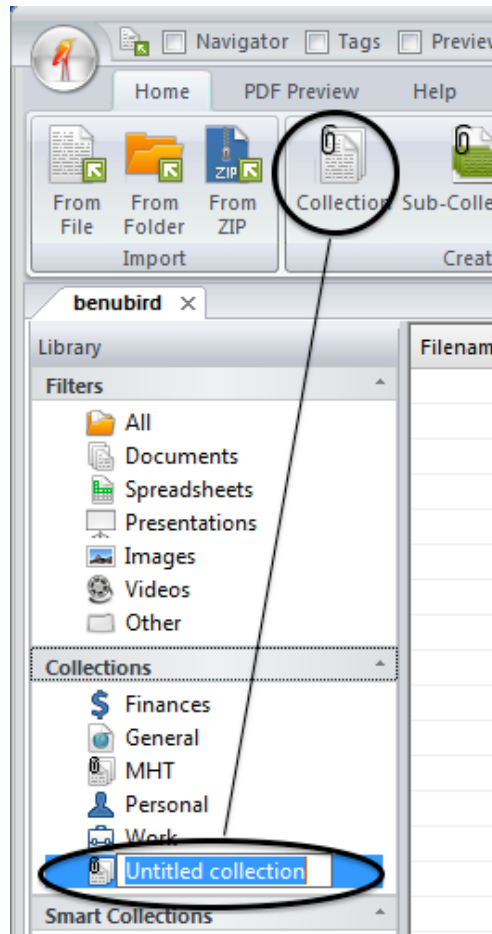 Navigator Tags
Home PDF Preview Help
From File From Folder From ZIP Collection
Import
benubird
Library
Filters
All
Documents
Spreadsheets
Presentations
Images
Videos
Other
Collections
Finances
General
MHT
Personal
Work
Untitled collection
Smart Collections